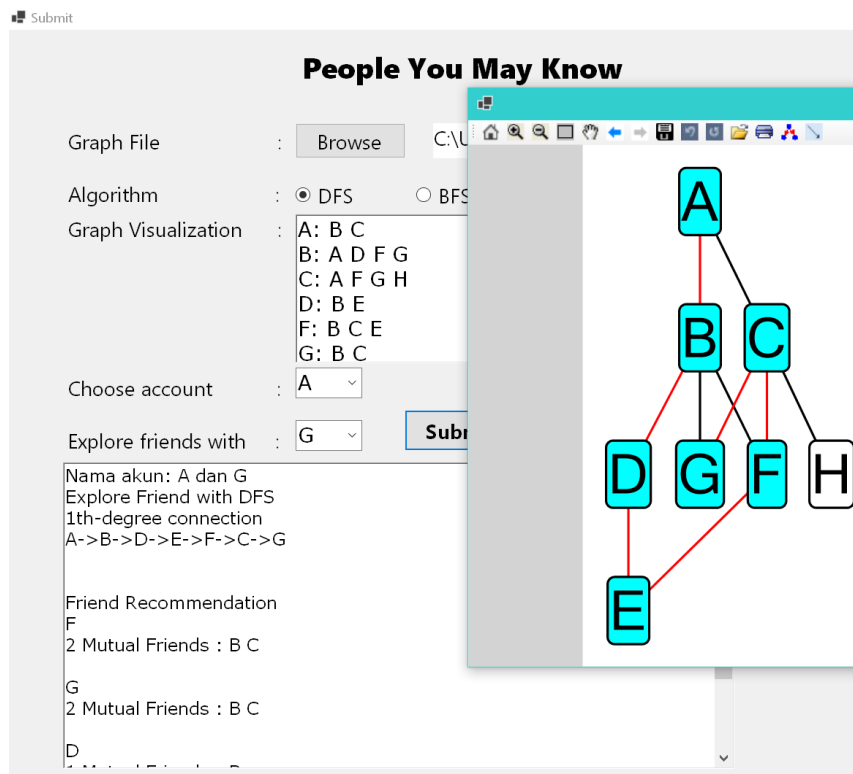 Submit
People You May Know
Graph File : Browse
Algorithm : DFS BFS
Graph Visualization :
A: B C
B: A D F G
C: A F G H
D: B E
F: B C E
G: B C
Choose account : A
Explore friends with : G
Nama akun: A dan G
Explore Friend with DFS
1th-degree connection
A->B->D->E->F->C->G
Friend Recommendation
F
2 Mutual Friends : B C
G
2 Mutual Friends : B C
D
A
B C
D G F H
E